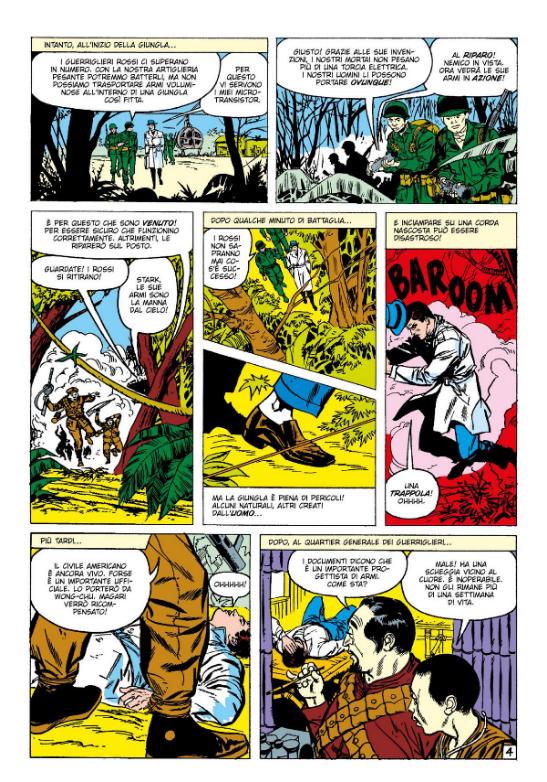 INTANTO, ALL'INIZIO DELLA GIUNGLA...
I GUERRIGLIERI ROSSI CI SUPERANO
IN NUMERO. CON LA NOSTRA ARTIGLIERIA
PESANTE POTREMMO BATTERLI, MA NON
POSSIAMO TRASPORTARE ARMI VOLUMI-
NOSE ALL'INTERNO DI UNA GIUNGLA
COSÌ FITTA.
PER
QUESTO
VI SERVONO
I MIEI MICRO-
TRANSISTOR.
GIUSTO! GRAZIE ALLE SUE INVEN-
ZIONI, I NOSTRI MORTAI NON PESANO
PIÙ DI UNA TORCIA ELETTRICA.
I NOSTRI UOMINI LI POSSONO
PORTARE OVUNQUE!
AL RIPARO!
NEMICO IN VISTA.
ORA VEDRÀ LE SUE
ARMI IN AZIONE!
È PER QUESTO CHE SONO VENUTO!
PER ESSERE SICURO CHE FUNZIONINO
CORRETTAMENTE. ALTRIMENTI, LE
RIPARERÒ SUL POSTO.
GUARDATE! I ROSSI
SI RITIRANO!
STARK,
LE SUE
ARMI SONO
LA MANNA
DAL CIELO!
DOPO QUALCHE MINUTO DI BATTAGLIA...
I ROSSI
NON SA-
PRANNO
MAI CO-
S'È SUC-
CESSO!
MA LA GIUNGLA È PIENA DI PERICOLI!
ALCUNI NATURALI, ALTRI CREATI
DALL'UOMO...
E INCIAMPARE SU UNA CORDA
NASCOSTA PUÒ ESSERE
DISASTROSO!
BAROOM
UNA
TRAPPOLA!
OHHHH.
PIÙ TARDI...
IL CIVILE AMERICANO
È ANCORA VIVO. FORSE
È UN IMPORTANTE UFFI-
CIALE. LO PORTERÒ DA
WONG-CHU. MAGARI
VERRÒ RICOM-
PENSATO!
OHHHHH!
DOPO, AL QUARTIER GENERALE DEI GUERRIGLIERI...
I DOCUMENTI DICONO CHE
È UN IMPORTANTE PRO-
GETTISTA DI ARMI.
COME STA?
MALE! HA UNA
SCHEGGIA VICINO AL
CUORE. È INOPERABILE.
NON GLI RIMANE PIÙ
DI UNA SETTIMANA
DI VITA.
4